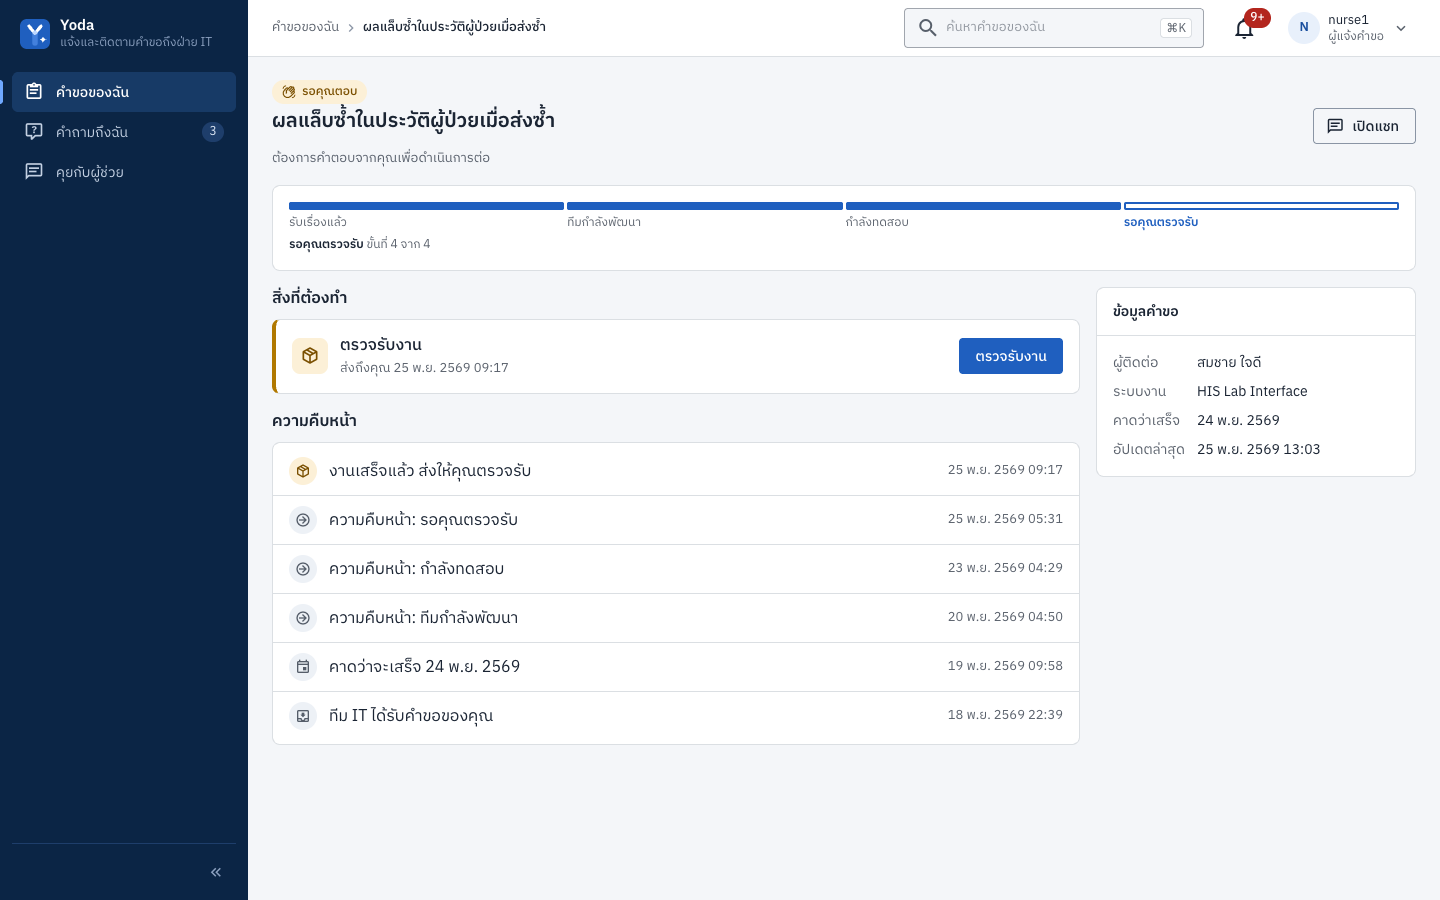 Yoda
แจ้งและติดตามคำขอถึงฝ่าย IT
คำขอของฉัน
คำถามถึงฉัน
3
คุยกับผู้ช่วย
คำขอของฉัน > ผลแล็บซ้ำในประวัติผู้ป่วยเมื่อส่งซ้ำ
ค้นหาคำขอของฉัน
⌘K
9+
N
nurse1
ผู้แจ้งคำขอ
รอคุณตอบ
ผลแล็บซ้ำในประวัติผู้ป่วยเมื่อส่งซ้ำ
ต้องการคำตอบจากคุณเพื่อดำเนินการต่อ
เปิดแชท
รับเรื่องแล้ว
ทีมกำลังพัฒนา
กำลังทดสอบ
รอคุณตรวจรับ
รอคุณตรวจรับ ขั้นที่ 4 จาก 4
สิ่งที่ต้องทำ
ตรวจรับงาน
ส่งถึงคุณ 25 พ.ย. 2569 09:17
ตรวจรับงาน
ความคืบหน้า
งานเสร็จแล้ว ส่งให้คุณตรวจรับ 25 พ.ย. 2569 09:17
ความคืบหน้า: รอคุณตรวจรับ 25 พ.ย. 2569 05:31
ความคืบหน้า: กำลังทดสอบ 23 พ.ย. 2569 04:29
ความคืบหน้า: ทีมกำลังพัฒนา 20 พ.ย. 2569 04:50
คาดว่าจะเสร็จ 24 พ.ย. 2569 19 พ.ย. 2569 09:58
ทีม IT ได้รับคำขอของคุณ 18 พ.ย. 2569 22:39
ข้อมูลคำขอ
ผู้ติดต่อ สมชาย ใจดี
ระบบงาน HIS Lab Interface
คาดว่าเสร็จ 24 พ.ย. 2569
อัปเดตล่าสุด 25 พ.ย. 2569 13:03